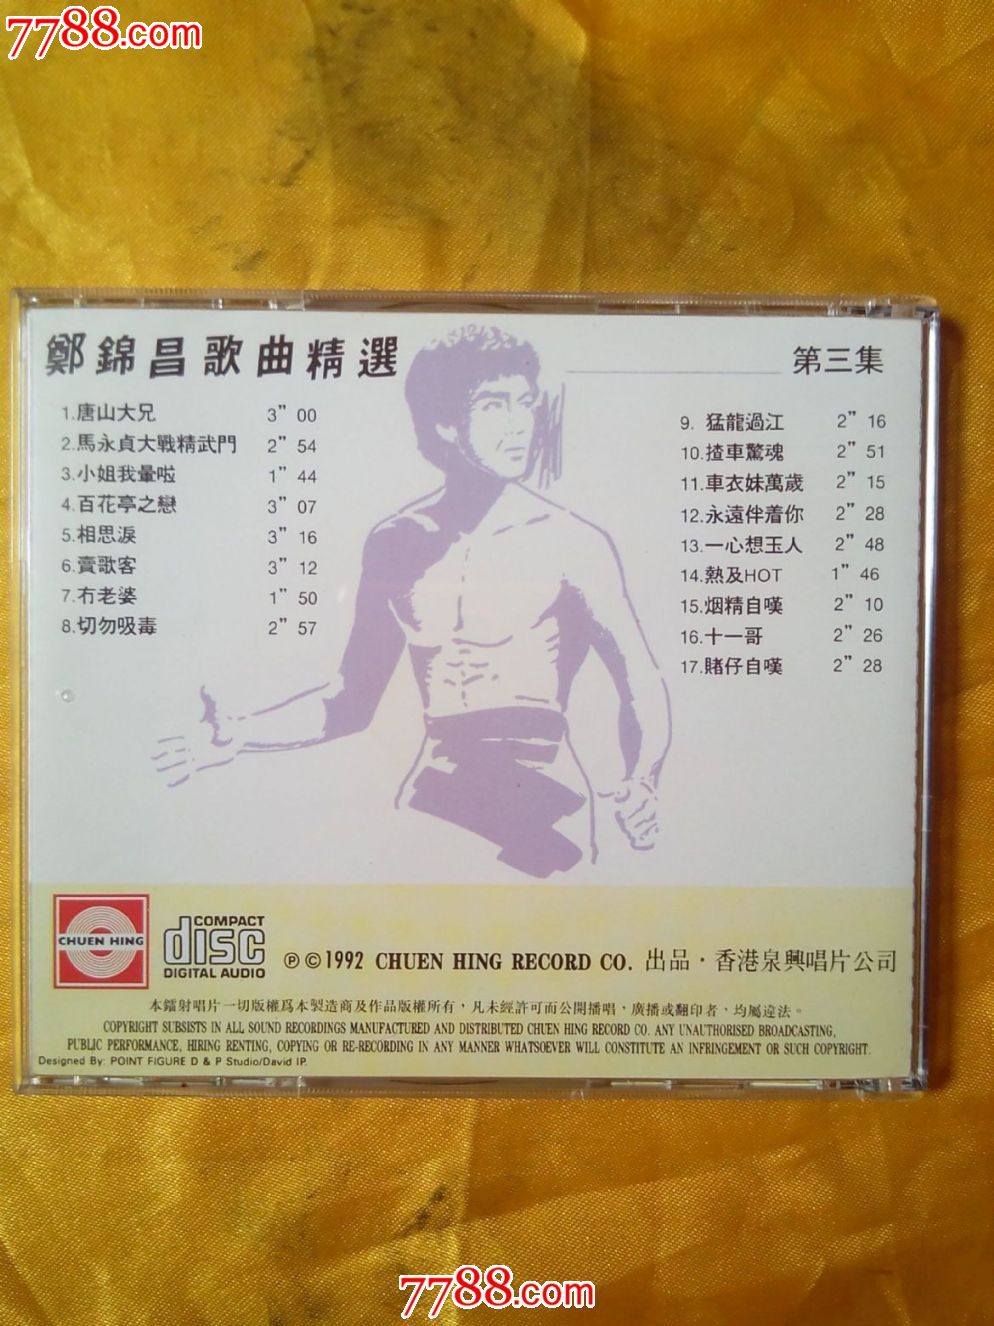 7788.com
鄭錦昌歌曲精選
第三集
1.唐山大兄 3”00
2.馬永貞大戰精武門 2”54
3.小姐我暈啦 1”44
4.百花亭之戀 3”07
5.相思淚 3”16
6.賣歌客 3”12
7.冇老婆 1”50
8.切勿吸毒 2”57
9. 猛龍過江 2”16
10.揸車驚魂 2”51
11.車衣妹萬歲 2”15
12.永遠伴着你 2”28
13.一心想玉人 2”48
14.熱及HOT 1”46
15.烟精自嘆 2”10
16.十一哥 2”26
17.賭仔自嘆 2”28
CHUEN HING
COMPACT
disc
DIGITAL AUDIO
℗©1992 CHUEN HING RECORD CO. 出品·香港泉興唱片公司
本鐳射唱片一切版權爲本製造商及作品版權所有，凡未經許可而公開播唱，廣播或翻印者，均屬違法。
COPYRIGHT SUBSISTS IN ALL SOUND RECORDINGS MANUFACTURED AND DISTRIBUTED CHUEN HING RECORD CO. ANY UNAUTHORISED BROADCASTING,
PUBLIC PERFORMANCE, HIRING RENTING, COPYING OR RE-RECORDING IN ANY MANNER WHATSOEVER WILL CONSTITUTE AN INFRINGEMENT OR SUCH COPYRIGHT.
Designed By: POINT FIGURE D & P Studio/David IP.
7788.com